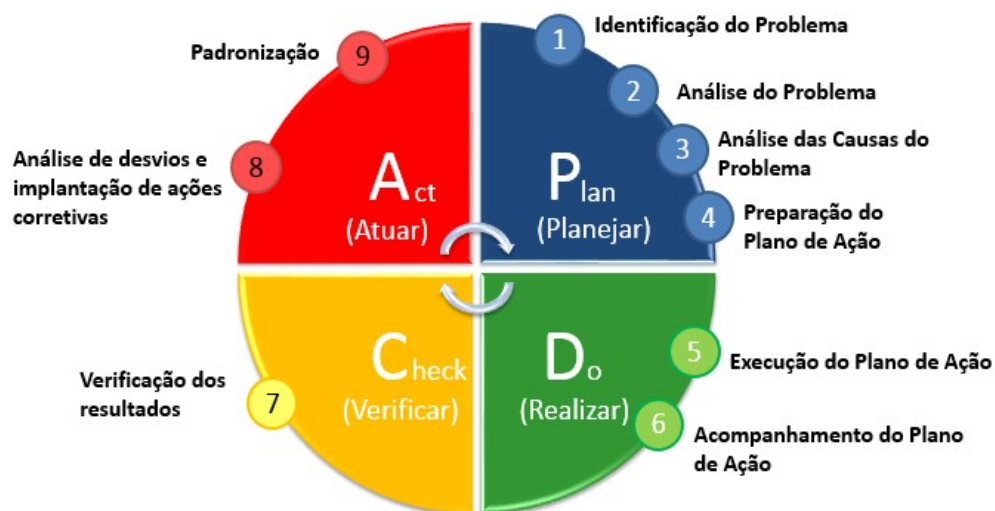 1
Identificação do Problema
2
Análise do Problema
3
Análise das Causas do
Problema
4
Preparação do
Plano de Ação
Plan
(Planejar)
5
Execução do Plano de Ação
6
Acompanhamento do Plano
de Ação
Do
(Realizar)
7
Verificação dos
resultados
Check
(Verificar)
8
Análise de desvios e
implantação de ações
corretivas
9
Padronização
Act
(Atuar)